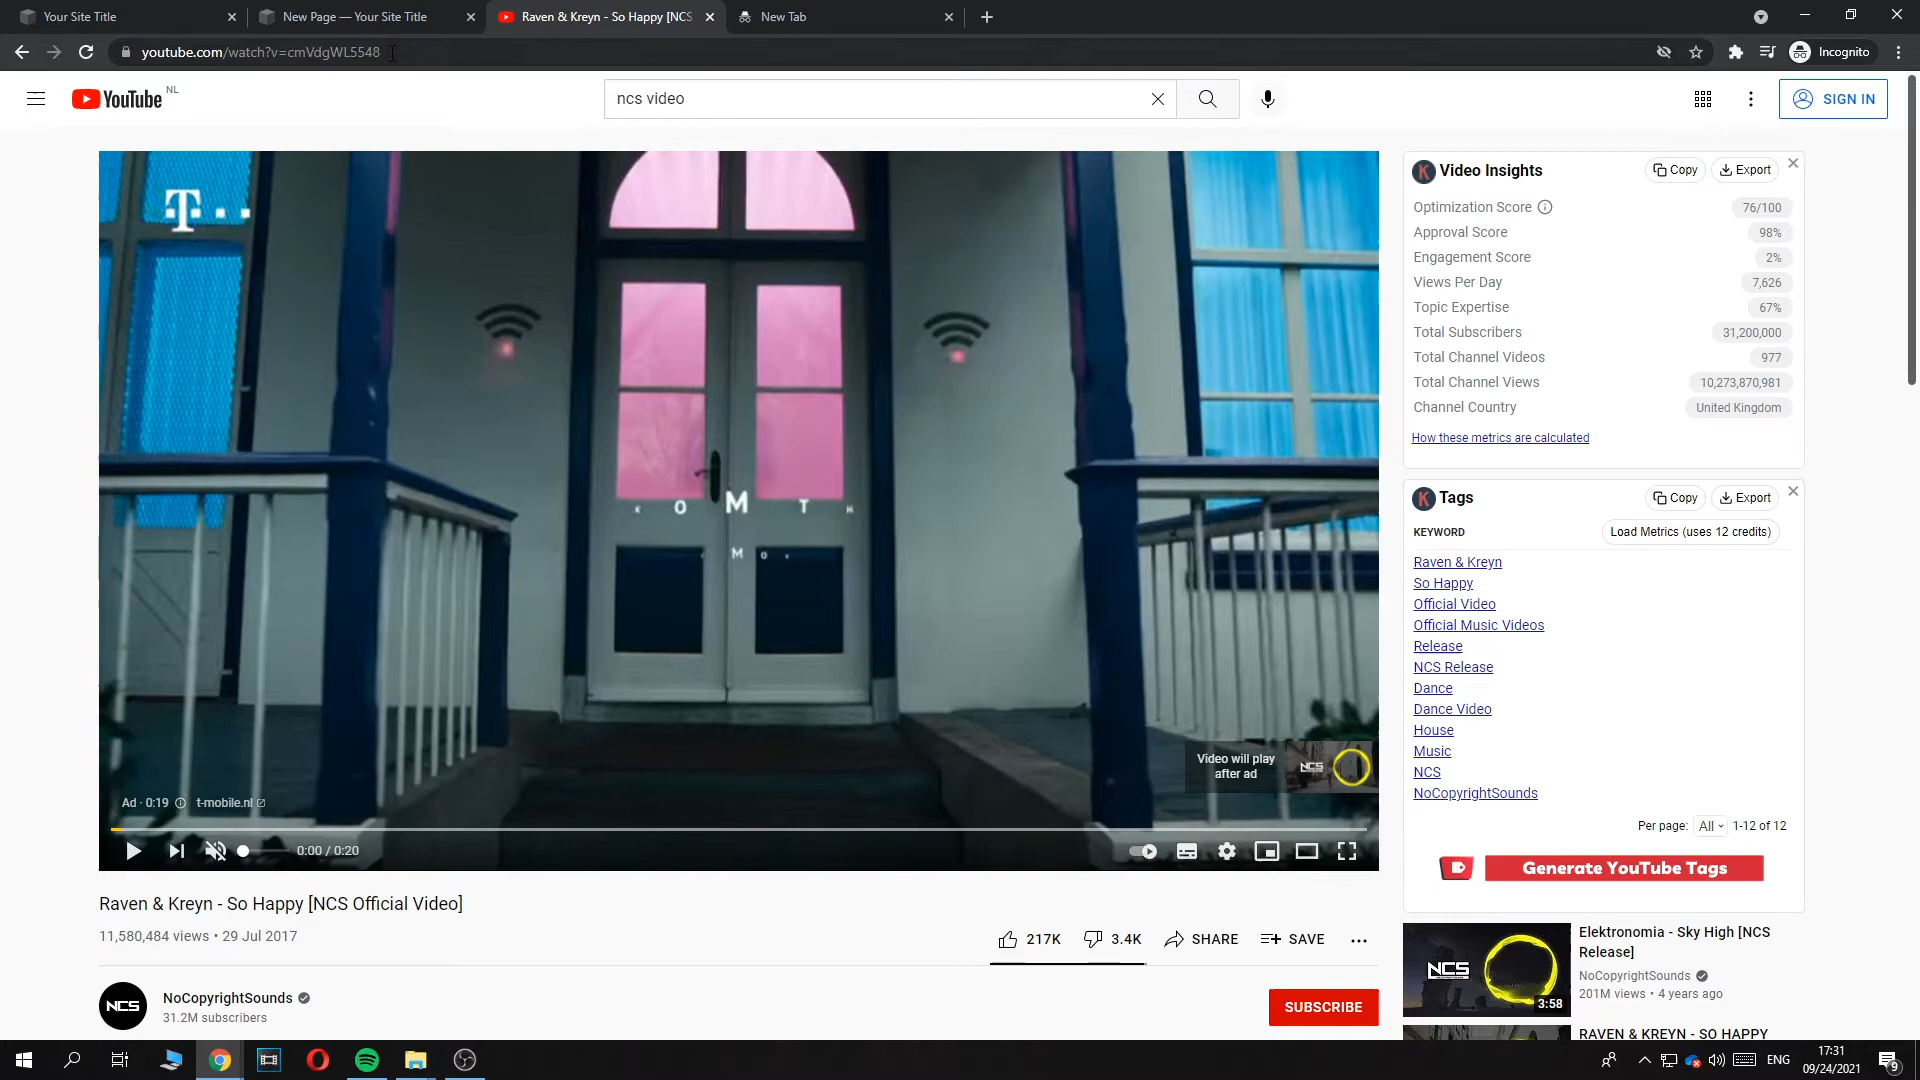 Your Site Title
New Page — Your Site Title
Raven & Kreyn - So Happy [NCS
New Tab
youtube.com/watch?v=cmVdgWL5548
Incognito
YouTube NL
ncs video
SIGN IN
T
K O M T H
M O .
Video will play
after ad
NCS
Ad · 0:19
t-mobile.nl
0:00 / 0:20
Raven & Kreyn - So Happy [NCS Official Video]
11,580,484 views • 29 Jul 2017
217K
3.4K
SHARE
SAVE
NCS
NoCopyrightSounds
31.2M subscribers
SUBSCRIBE
K Video Insights
Copy
Export
Optimization Score 76/100
Approval Score 98%
Engagement Score 2%
Views Per Day 7,626
Topic Expertise 67%
Total Subscribers 31,200,000
Total Channel Videos 977
Total Channel Views 10,273,870,981
Channel Country United Kingdom
How these metrics are calculated
K Tags
Copy
Export
KEYWORD
Load Metrics (uses 12 credits)
Raven & Kreyn
So Happy
Official Video
Official Music Videos
Release
NCS Release
Dance
Dance Video
House
Music
NCS
NoCopyrightSounds
Per page: All 1-12 of 12
Generate YouTube Tags
NCS
3:58
Elektronomia - Sky High [NCS
Release]
NoCopyrightSounds
201M views • 4 years ago
RAVEN & KREYN - SO HAPPY
ENG
17:31
09/24/2021
9